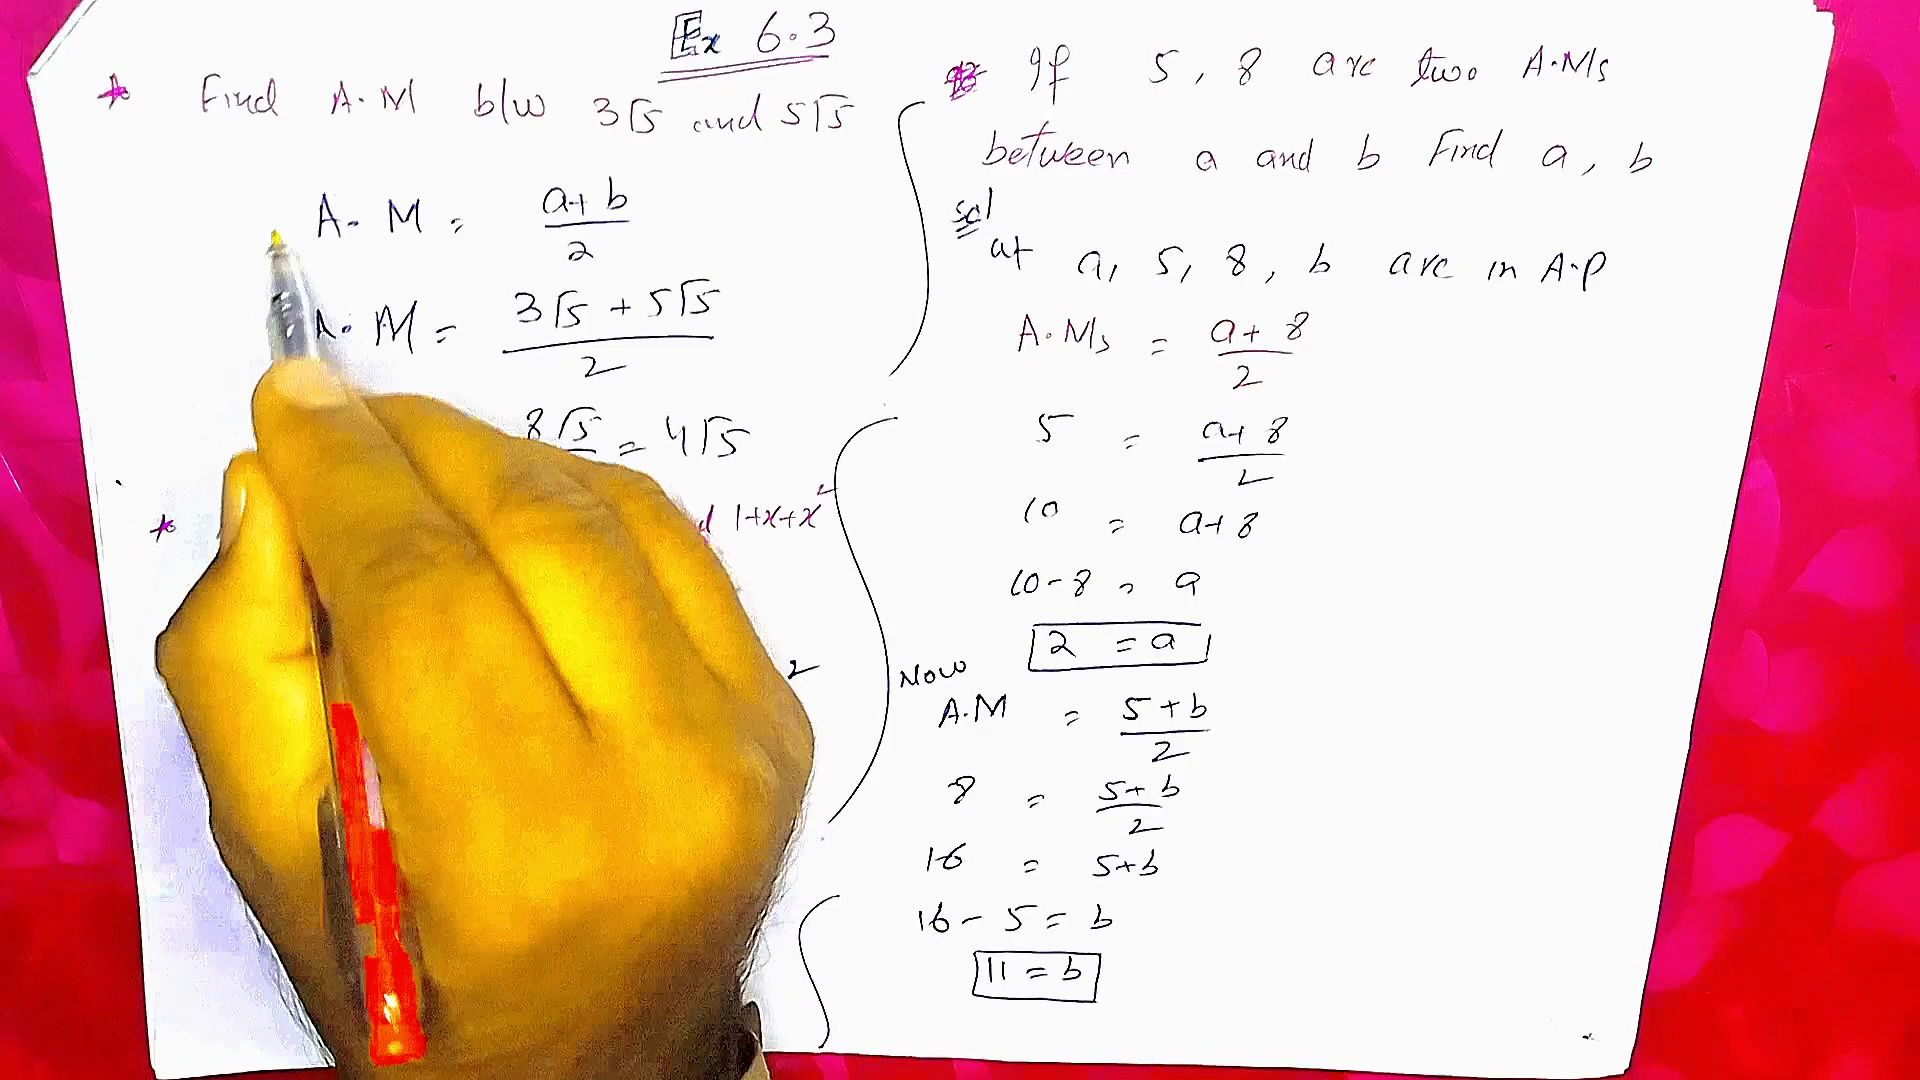 Ex 6.3
* Find A.M b/w 3√5 and 5√5
A.M = a+b/2
A.M = 3√5 + 5√5/2
8√5 = 4√5
* 1+x+x²
2
If 5, 8 are two A.Ms
between a and b Find a, b
Sol
at a, 5, 8, b are in A.P
A.Ms = a+8/2
5 = a+8/2
10 = a+8
10-8 = a
2 = a
Now
A.M = 5+b/2
8 = 5+b/2
16 = 5+b
16-5 = b
11 = b